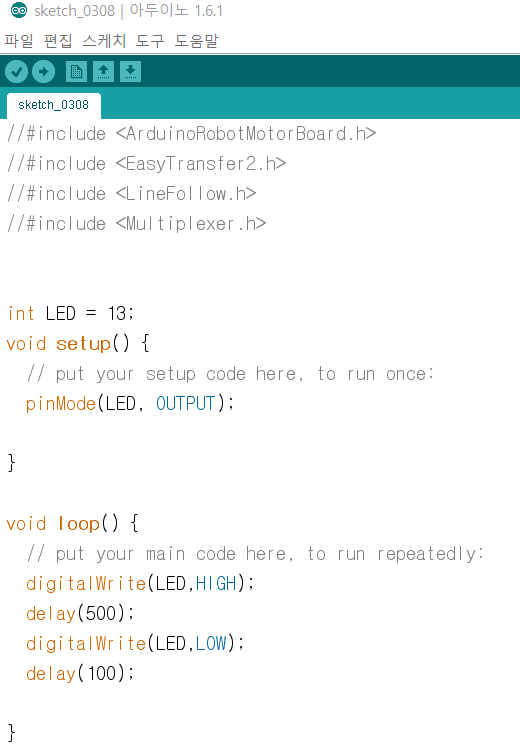 sketch_0308 | 아두이노 1.6.1
파일 편집 스케치 도구 도움말
sketch_0308
//#include <ArduinoRobotMotorBoard.h>
//#include <EasyTransfer2.h>
//#include <LineFollow.h>
//#include <Multiplexer.h>
int LED = 13;
void setup() {
// put your setup code here, to run once:
pinMode(LED, OUTPUT);
}
void loop() {
// put your main code here, to run repeatedly:
digitalWrite(LED,HIGH);
delay(500);
digitalWrite(LED,LOW);
delay(100);
}